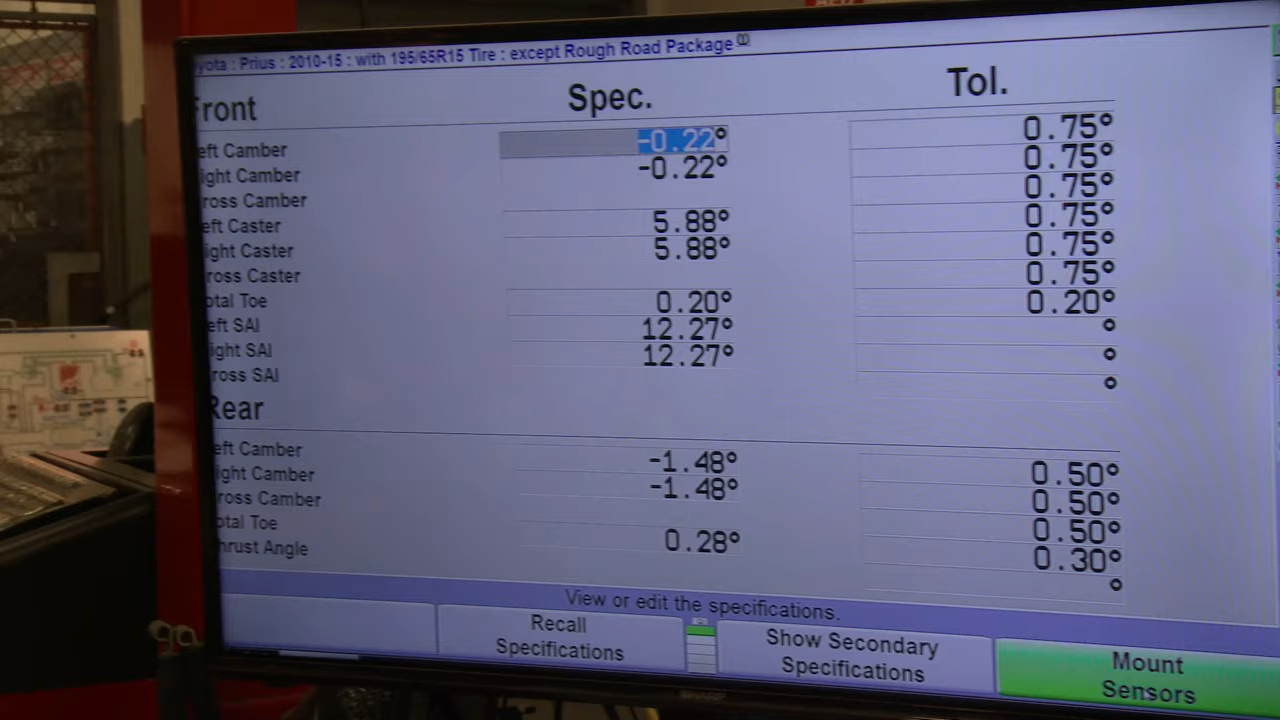 yota : Prius : 2010-15 : with 195/65R15 Tire : except Rough Road Package
Front Spec. Tol.
eft Camber -0.22° 0.75°
ight Camber -0.22° 0.75°
ross Camber 0.75°
eft Caster 5.88° 0.75°
ight Caster 5.88° 0.75°
ross Caster 0.75°
otal Toe 0.20° 0.20°
eft SAI 12.27° °
ight SAI 12.27° °
ross SAI °
Rear
eft Camber -1.48° 0.50°
ight Camber -1.48° 0.50°
ross Camber 0.50°
otal Toe 0.28° 0.30°
hrust Angle °
View or edit the specifications.
Recall Specifications
Show Secondary Specifications
Mount Sensors
SHARP